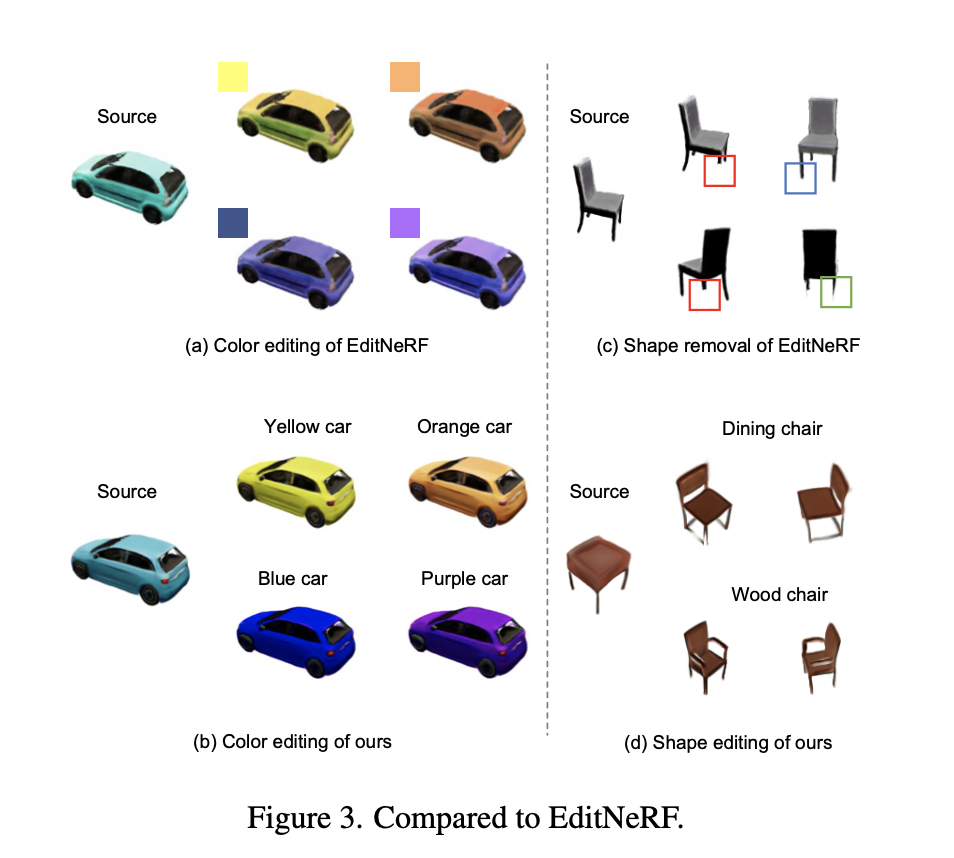 Source
(a) Color editing of EditNeRF
Source
(c) Shape removal of EditNeRF
Yellow car
Orange car
Source
Blue car
Purple car
(b) Color editing of ours
Dining chair
Source
Wood chair
(d) Shape editing of ours
Figure 3. Compared to EditNeRF.